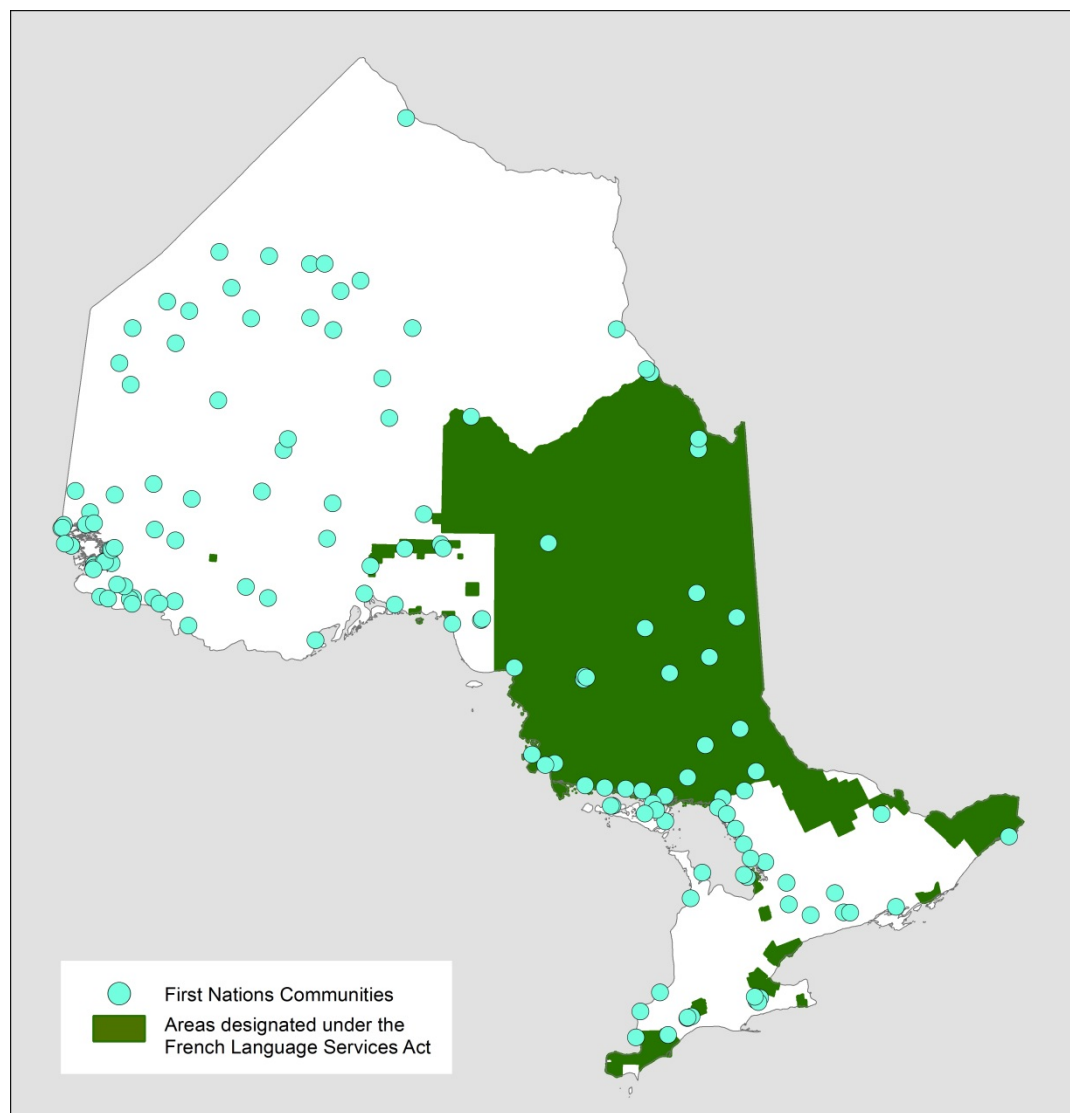 First Nations Communities
Areas designated under the
French Language Services Act